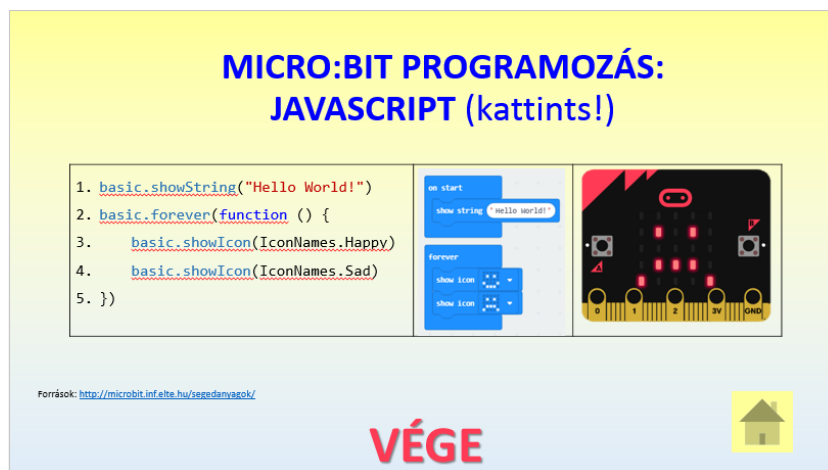 MICRO:BIT PROGRAMOZÁS:
JAVASCRIPT (kattints!)
1. basic.showString("Hello World!")
2. basic.forever(function () {
3. basic.showIcon(IconNames.Happy)
4. basic.showIcon(IconNames.Sad)
5. })
on start
show string "Hello World!"
forever
show icon
show icon
B
A
0 1 2 3V GND
Források: http://microbit.inf.elte.hu/segedanyagok/
VÉGE